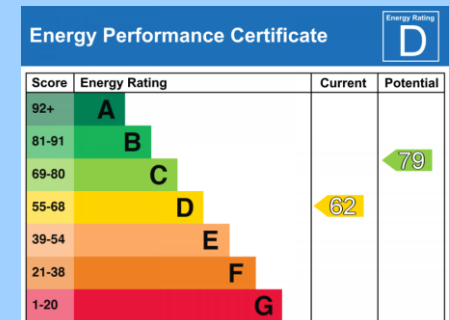 Energy Performance Certificate
Energy Rating
D
Score Energy Rating Current Potential
92+ A
81-91 B
69-80 C 79
55-68 D 62
39-54 E
21-38 F
1-20 G